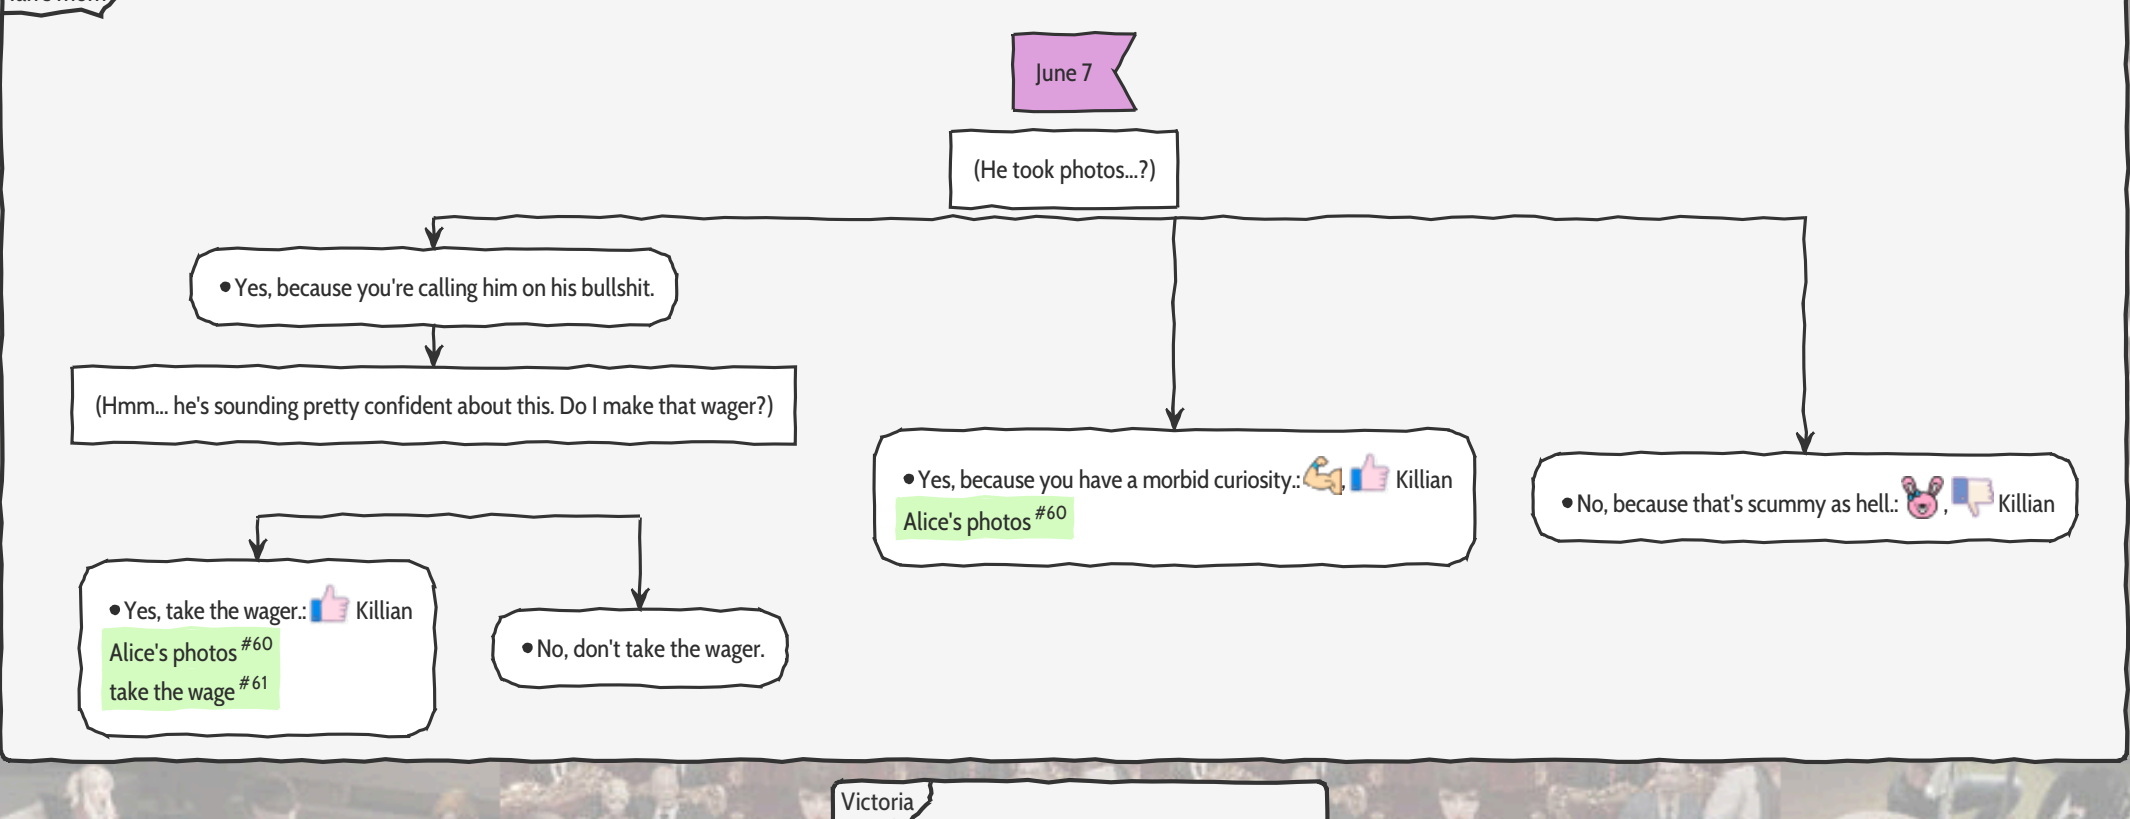 June 7
(He took photos...?)
•Yes, because you're calling him on his bullshit.
(Hmm... he's sounding pretty confident about this. Do I make that wager?)
•Yes, because you have a morbid curiosity.: , Killian
Alice's photos #60
•No, because that's scummy as hell.: , Killian
•Yes, take the wager.: Killian
Alice's photos #60
take the wage #61
•No, don't take the wager.
Victoria